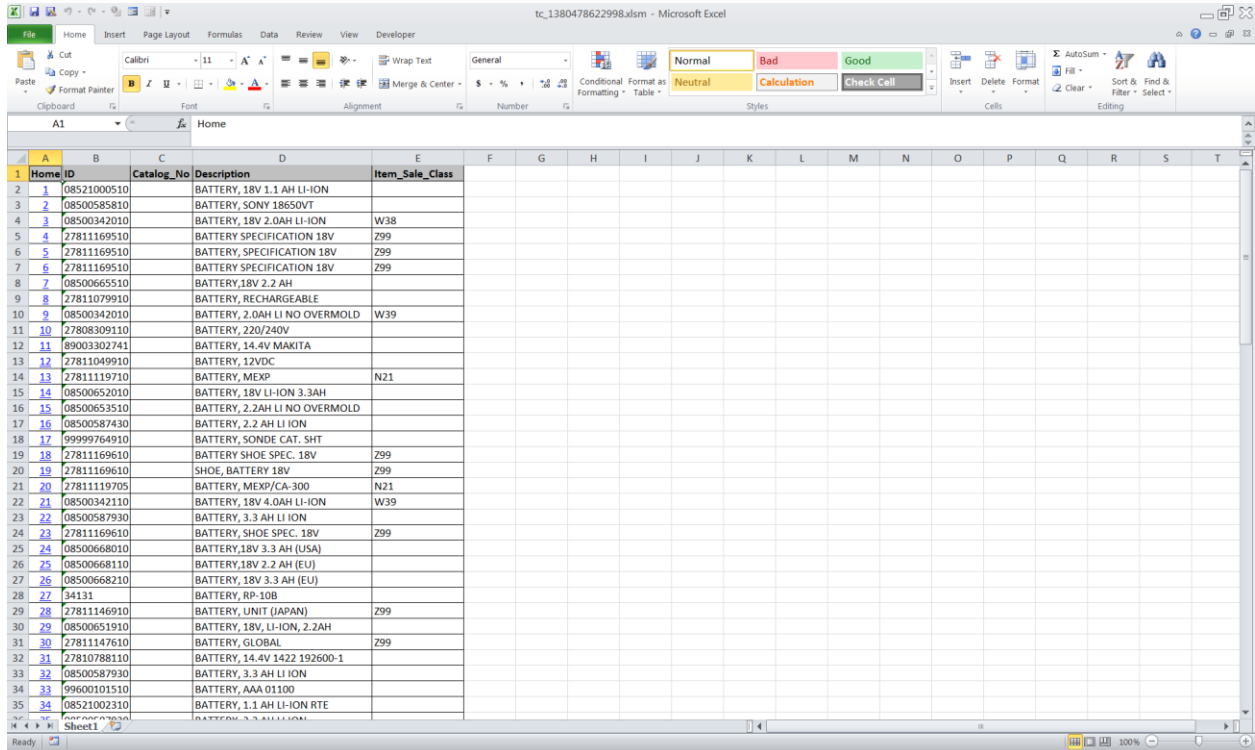 tc_1380478622998.xlsm - Microsoft Excel
File Home Insert Page Layout Formulas Data Review View Developer
Cut
Copy
Format Painter
Paste
Clipboard
Calibri 11
B I U
Font
Wrap Text
Merge & Center
Alignment
General
$ % ,
Number
Conditional Formatting
Format as Table
Normal Bad Good
Neutral Calculation Check Cell
Styles
Insert Delete Format
Cells
Σ AutoSum
Fill
Clear
Sort & Filter
Find & Select
Editing
A1 fx Home
A B C D E F G H I J K L M N O P Q R S T
1 Home ID Catalog_No Description Item_Sale_Class
2 1 08521000510 BATTERY, 18V 1.1 AH LI-ION
3 2 08500585810 BATTERY, SONY 18650VT
4 3 08500342010 BATTERY, 18V 2.0AH LI-ION W38
5 4 27811169510 BATTERY SPECIFICATION 18V Z99
6 5 27811169510 BATTERY, SPECIFICATION 18V Z99
7 6 27811169510 BATTERY SPECIFICATION 18V Z99
8 7 08500665510 BATTERY,18V 2.2 AH
9 8 27811079910 BATTERY, RECHARGEABLE
10 9 08500342010 BATTERY, 2.0AH LI NO OVERMOLD W39
11 10 27808309110 BATTERY, 220/240V
12 11 89003302741 BATTERY, 14.4V MAKITA
13 12 27811049910 BATTERY, 12VDC
14 13 27811119710 BATTERY, MEXP N21
15 14 08500652010 BATTERY, 18V LI-ION 3.3AH
16 15 08500653510 BATTERY, 2.2AH LI NO OVERMOLD
17 16 08500587430 BATTERY, 2.2 AH LI ION
18 17 99999764910 BATTERY, SONDE CAT. SHT
19 18 27811169610 BATTERY SHOE SPEC. 18V Z99
20 19 27811169610 SHOE, BATTERY 18V Z99
21 20 27811119705 BATTERY, MEXP/CA-300 N21
22 21 08500342110 BATTERY, 18V 4.0AH LI-ION W39
23 22 08500587930 BATTERY, 3.3 AH LI ION
24 23 27811169610 BATTERY, SHOE SPEC. 18V Z99
25 24 08500668010 BATTERY,18V 3.3 AH (USA)
26 25 08500668110 BATTERY,18V 2.2 AH (EU)
27 26 08500668210 BATTERY, 18V 3.3 AH (EU)
28 27 34131 BATTERY, RP-10B
29 28 27811146910 BATTERY, UNIT (JAPAN) Z99
30 29 08500651910 BATTERY, 18V, LI-ION, 2.2AH
31 30 27811147610 BATTERY, GLOBAL Z99
32 31 27810788110 BATTERY, 14.4V 1422 192600-1
33 32 08500587930 BATTERY, 3.3 AH LI ION
34 33 99600101510 BATTERY, AAA 01100
35 34 08521002310 BATTERY, 1.1 AH LI-ION RTE
Sheet1
Ready 100%